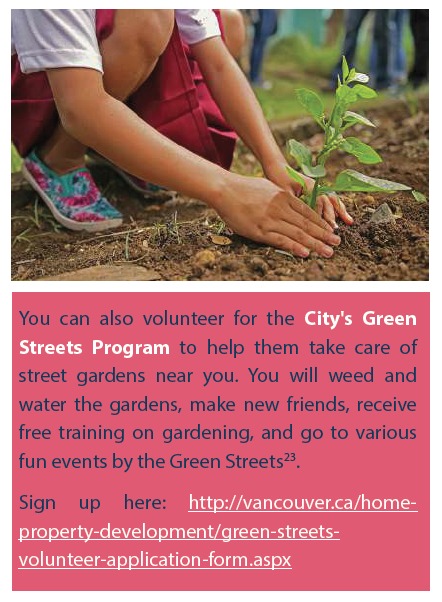 You can also volunteer for the City's Green
Streets Program to help them take care of
street gardens near you. You will weed and
water the gardens, make new friends, receive
free training on gardening, and go to various
fun events by the Green Streets²³.
Sign up here: http://vancouver.ca/home-
property-development/green-streets-
volunteer-application-form.aspx